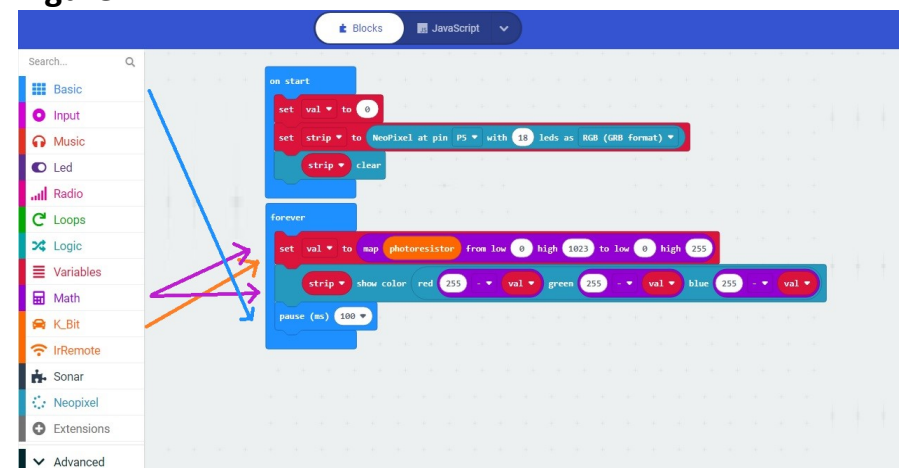 Blocks JavaScript
Search...
Basic
Input
Music
Led
Radio
Loops
Logic
Variables
Math
K_Bit
IrRemote
Sonar
Neopixel
Extensions
Advanced
on start
set val to 0
set strip to NeoPixel at pin P5 with 18 leds as RGB (GRB format)
strip clear
forever
set val to map photoresistor from low 0 high 1023 to low 0 high 255
strip show color red 255 - val green 255 - val blue 255 - val
pause (ms) 100